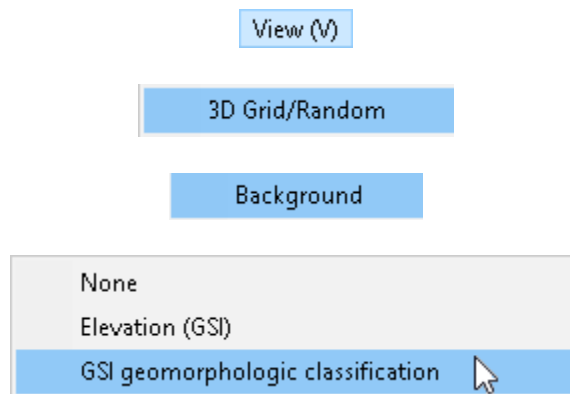 View (V)
3D Grid/Random
Background
None
Elevation (GSI)
GSI geomorphologic classification